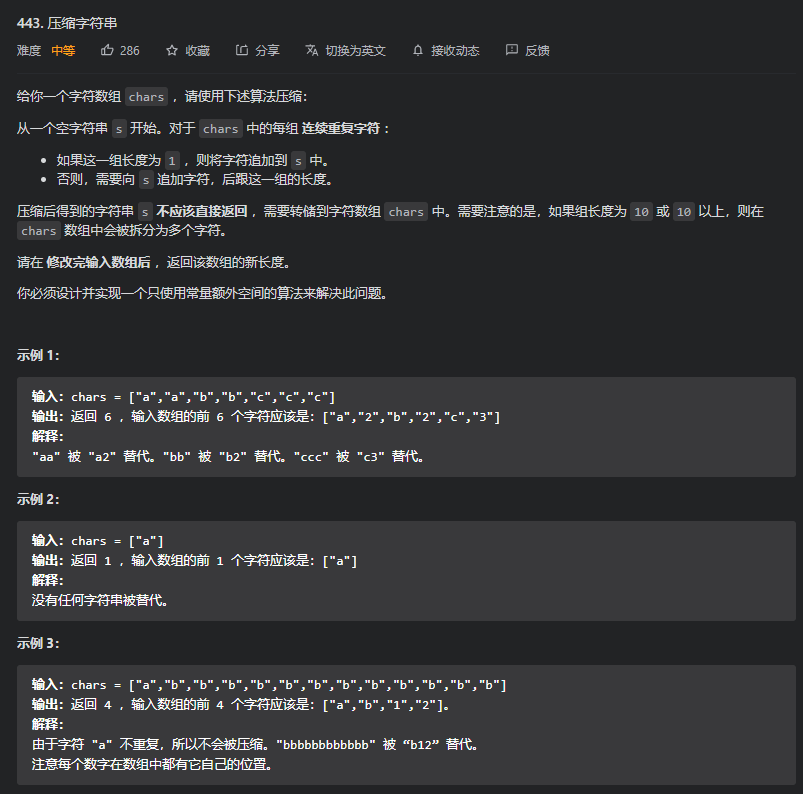 443. 压缩字符串
难度 中等 286 收藏 分享 切换为英文 接收动态 反馈
给你一个字符数组 chars ，请使用下述算法压缩：
从一个空字符串 s 开始。对于 chars 中的每组 连续重复字符 ：
• 如果这一组长度为 1 ，则将字符追加到 s 中。
• 否则，需要向 s 追加字符，后跟这一组的长度。
压缩后得到的字符串 s 不应该直接返回 ，需要转储到字符数组 chars 中。需要注意的是，如果组长度为 10 或 10 以上，则在
chars 数组中会被拆分为多个字符。
请在 修改完输入数组后 ，返回该数组的新长度。
你必须设计并实现一个只使用常量额外空间的算法来解决此问题。
示例 1：
输入：chars = ["a","a","b","b","c","c","c"]
输出：返回 6 ，输入数组的前 6 个字符应该是：["a","2","b","2","c","3"]
解释：
"aa" 被 "a2" 替代。"bb" 被 "b2" 替代。"ccc" 被 "c3" 替代。
示例 2：
输入：chars = ["a"]
输出：返回 1 ，输入数组的前 1 个字符应该是：["a"]
解释：
没有任何字符串被替代。
示例 3：
输入：chars = ["a","b","b","b","b","b","b","b","b","b","b","b","b"]
输出：返回 4 ，输入数组的前 4 个字符应该是：["a","b","1","2"]。
解释：
由于字符 "a" 不重复，所以不会被压缩。"bbbbbbbbbbbb" 被 “b12” 替代。
注意每个数字在数组中都有它自己的位置。